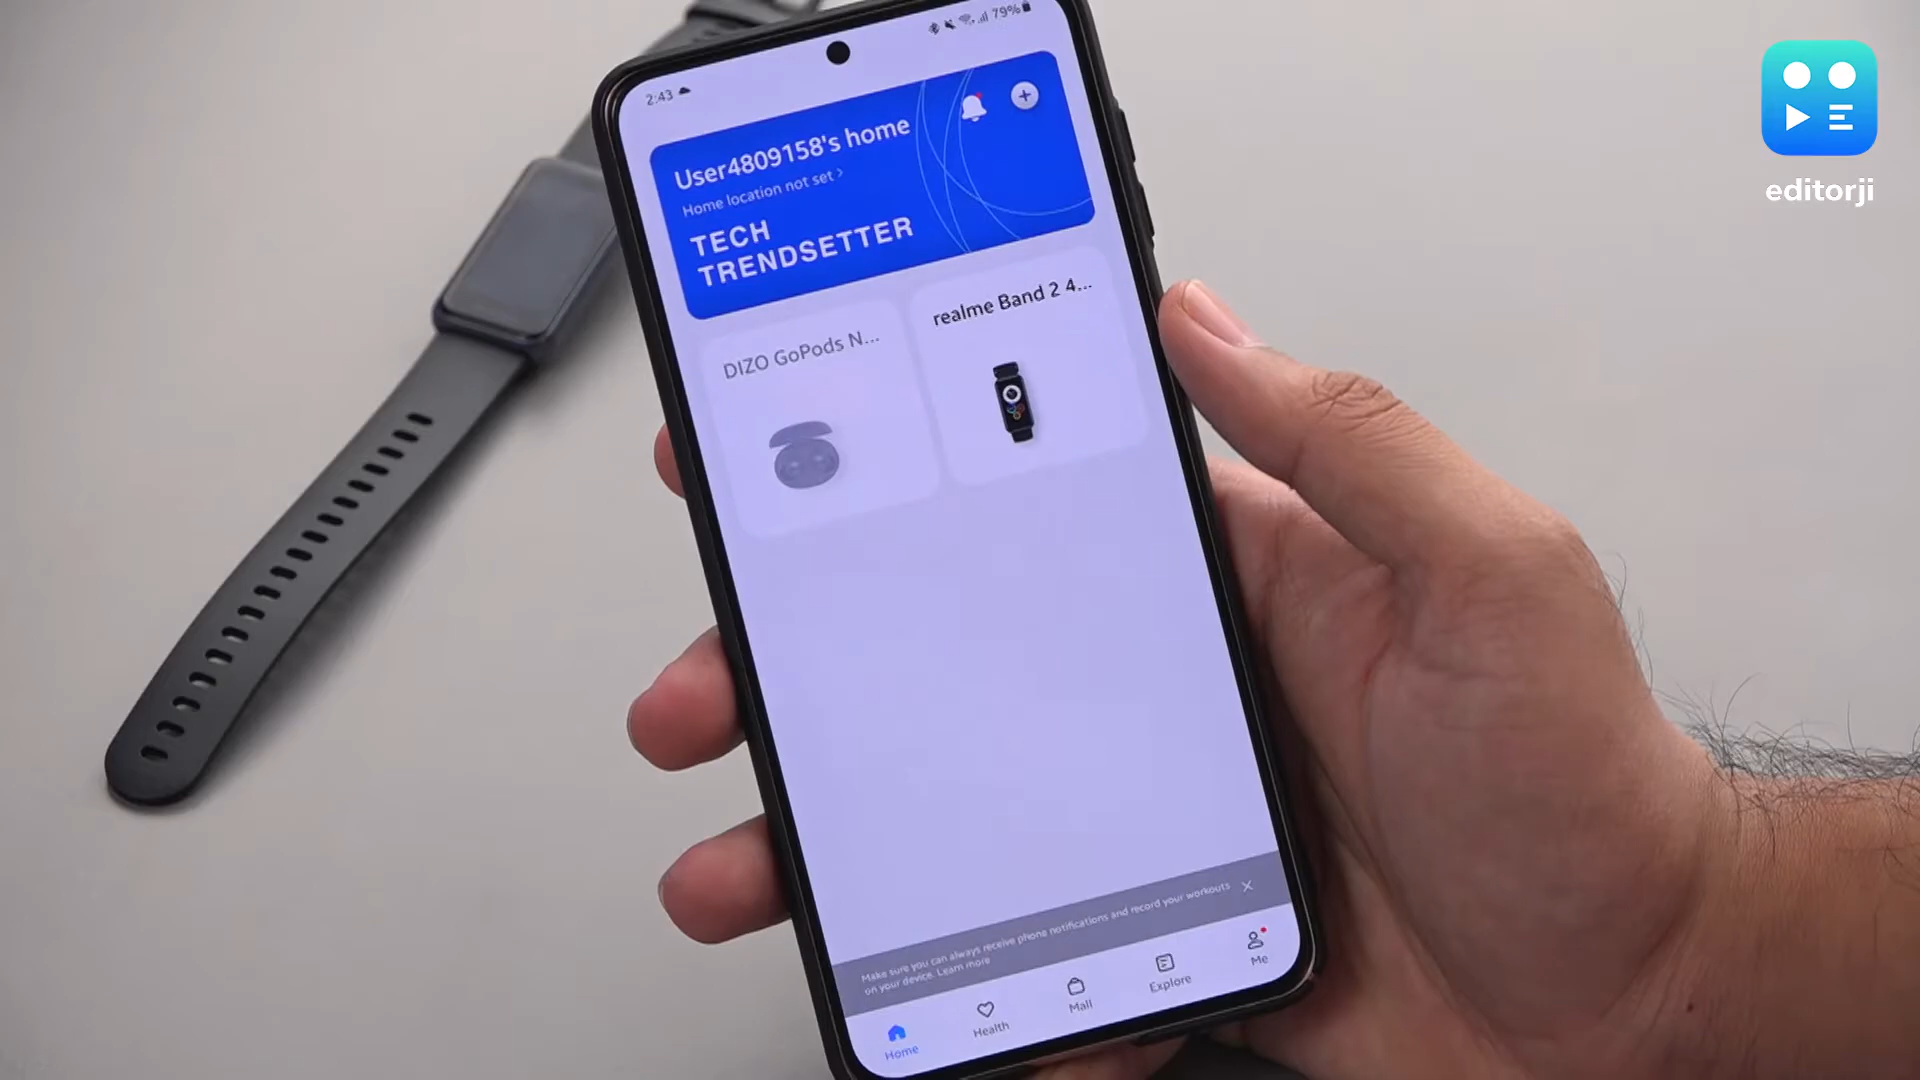 2:43
79%
User4809158's home
Home location not set >
TECH
TRENDSETTER
DIZO GoPods N...
realme Band 2 4...
Make sure you can always receive phone notifications and record your workouts
on your device. Learn more
Home
Health
Mall
Explore
Me
editorji